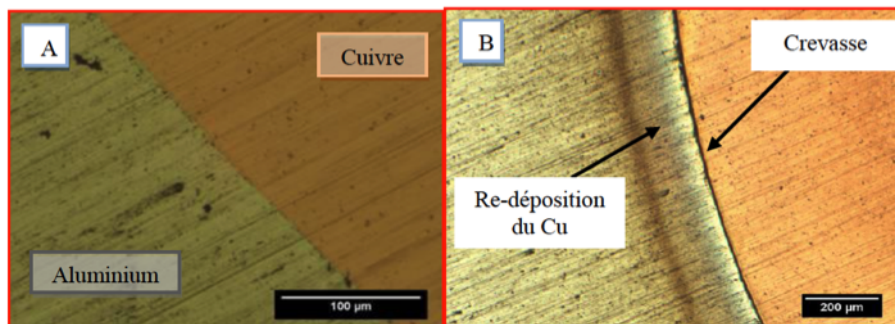 A
Cuivre
Aluminium
100 µm
B
Crevasse
Re-déposition
du Cu
200 µm